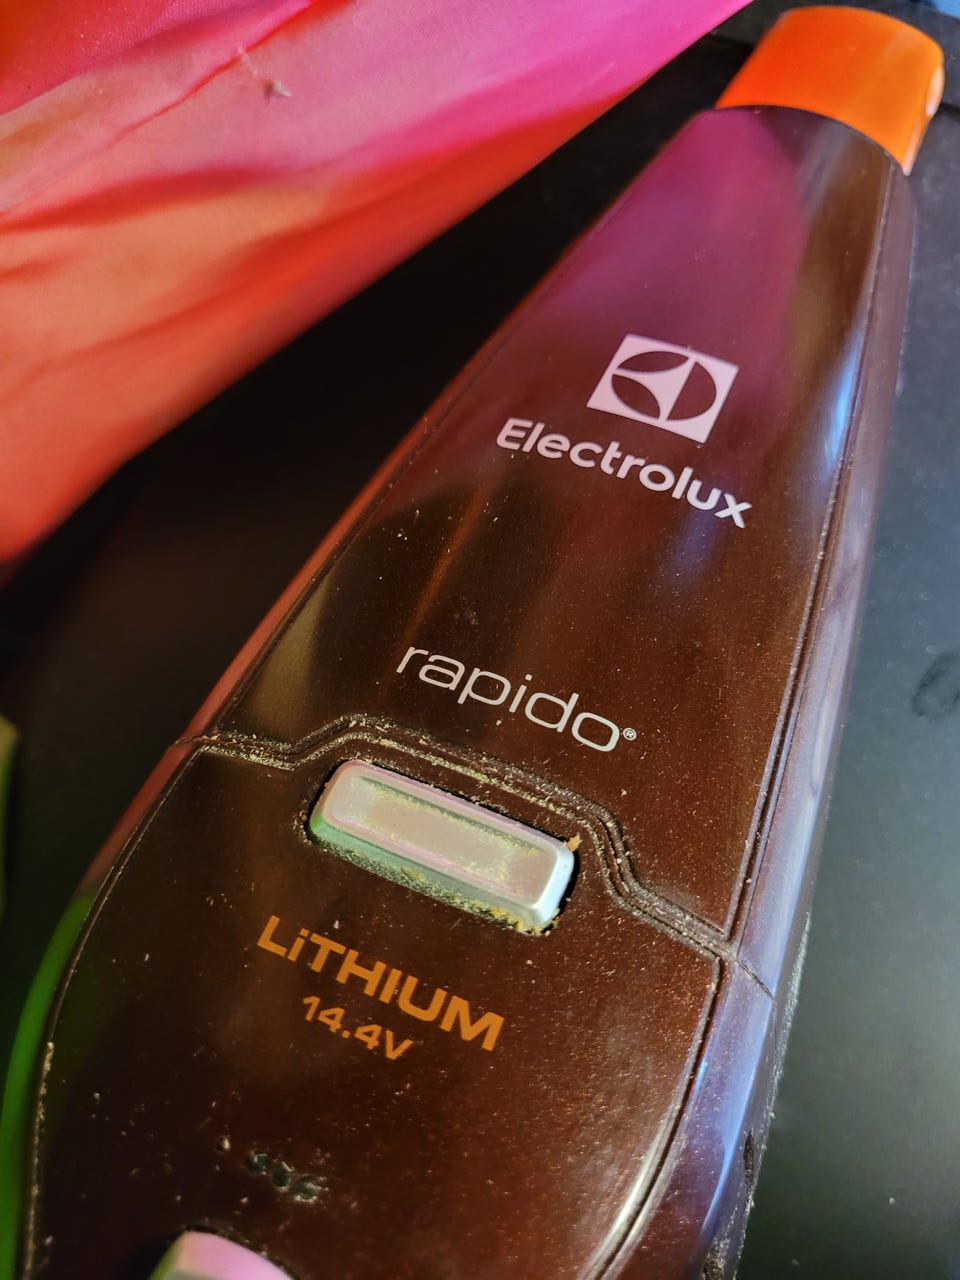 Electrolux
rapido®
LiTHIUM
14.4V